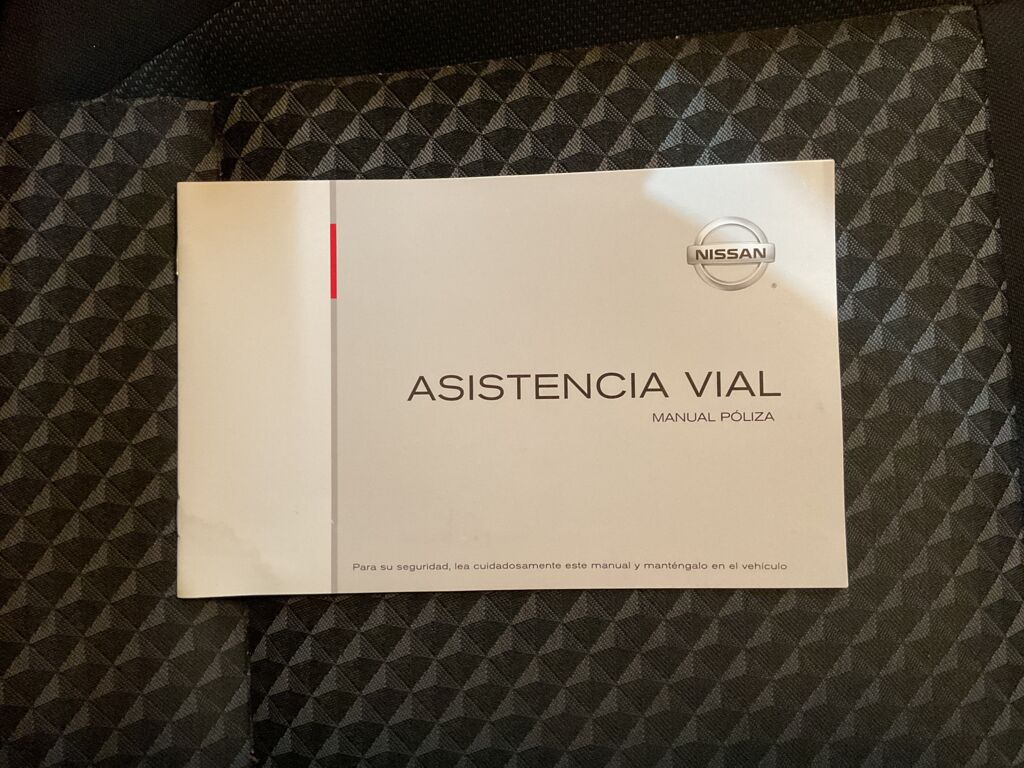 NISSAN
®
ASISTENCIA VIAL
MANUAL PÓLIZA
Para su seguridad, lea cuidadosamente este manual y manténgalo en el vehículo